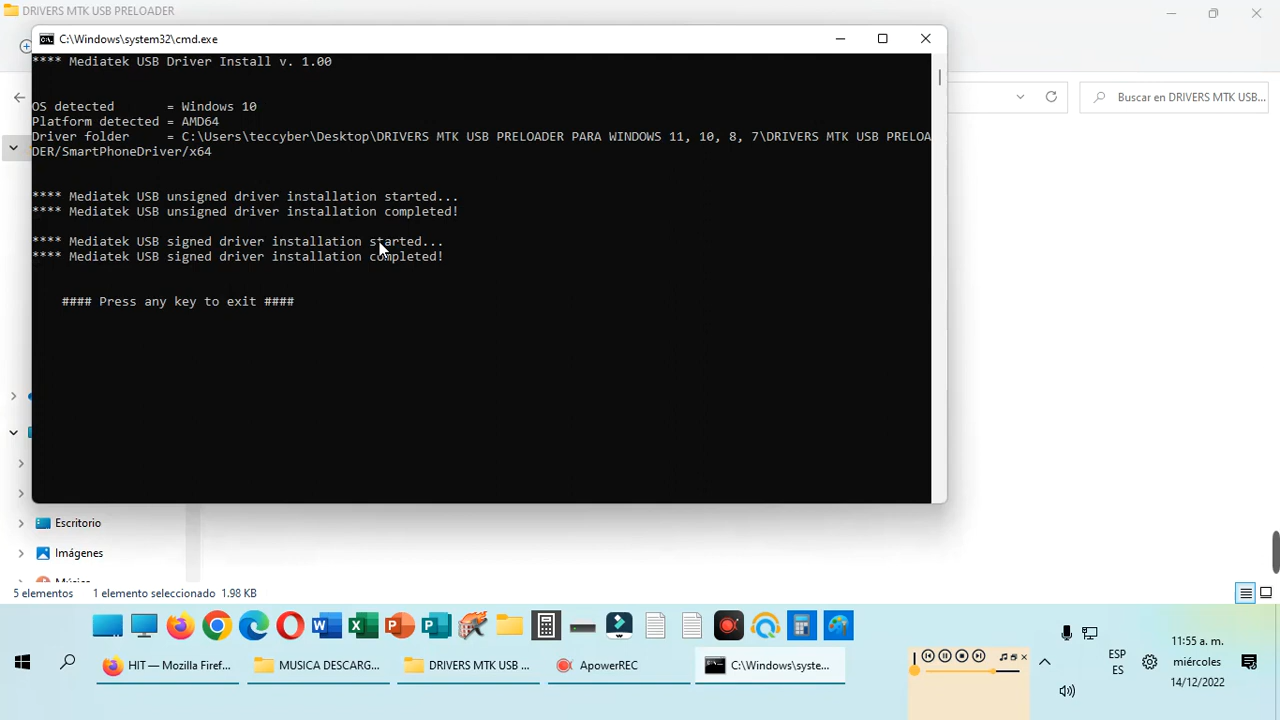 DRIVERS MTK USB PRELOADER
C:\Windows\system32\cmd.exe
**** Mediatek USB Driver Install v. 1.00
OS detected = Windows 10
Platform detected = AMD64
Driver folder = C:\Users\teccyber\Desktop\DRIVERS MTK USB PRELOADER PARA WINDOWS 11, 10, 8, 7\DRIVERS MTK USB PRELOA
DER/SmartPhoneDriver/x64
**** Mediatek USB unsigned driver installation started...
**** Mediatek USB unsigned driver installation completed!
**** Mediatek USB signed driver installation started...
**** Mediatek USB signed driver installation completed!
#### Press any key to exit ####
Buscar en DRIVERS MTK USB...
Escritorio
Imágenes
Música
5 elementos 1 elemento seleccionado 1.98 KB
HIT — Mozilla Firef...
MUSICA DESCARG...
DRIVERS MTK USB ...
ApowerREC
C:\Windows\syste...
ESP
ES
11:55 a. m.
miércoles
14/12/2022